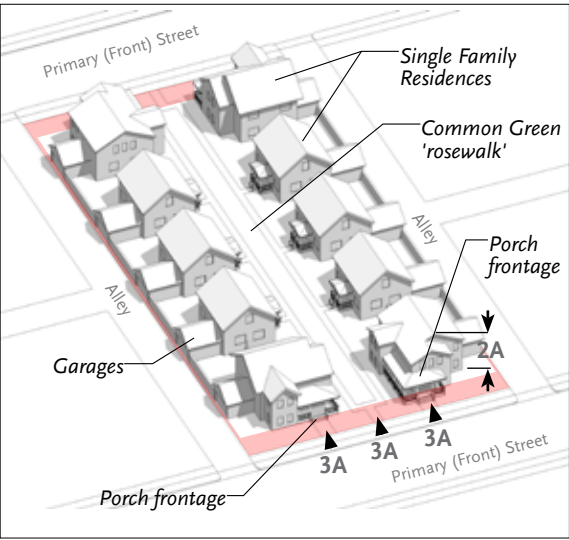 Primary (Front) Street
Single Family
Residences
Common Green
'rosewalk'
Alley
Porch
frontage
Alley
2A
Garages
3A
3A
3A
Primary (Front) Street
Porch frontage